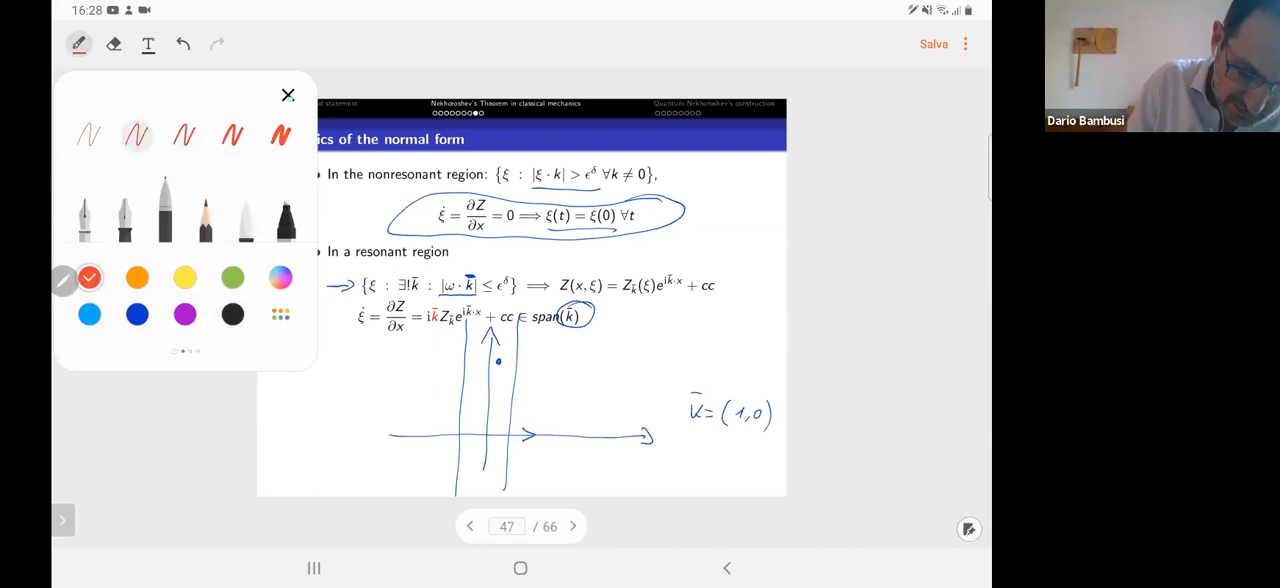 16:28
T
Salva
d statement
Nekhoroshev's Theorem in classical mechanics
Quantum Nekhoroshev's construction
ics of the normal form
In the nonresonant region: {ξ : |ξ · k| > ϵ^δ ∀k ≠ 0},
ξ̇ = ∂Z/∂x = 0 ⟹ ξ(t) = ξ(0) ∀t
In a resonant region
{ξ : ∃!k̄ : |ω · k̄| ≤ ϵ^δ} ⟹ Z(x, ξ) = Z_k̄(ξ)e^{ik̄·x} + cc
ξ̇ = ∂Z/∂x = ik̄Z_k̄e^{ik̄·x} + cc ∈ span(k̄)
k̄ = (1,0)
47 / 66
Dario Bambusi